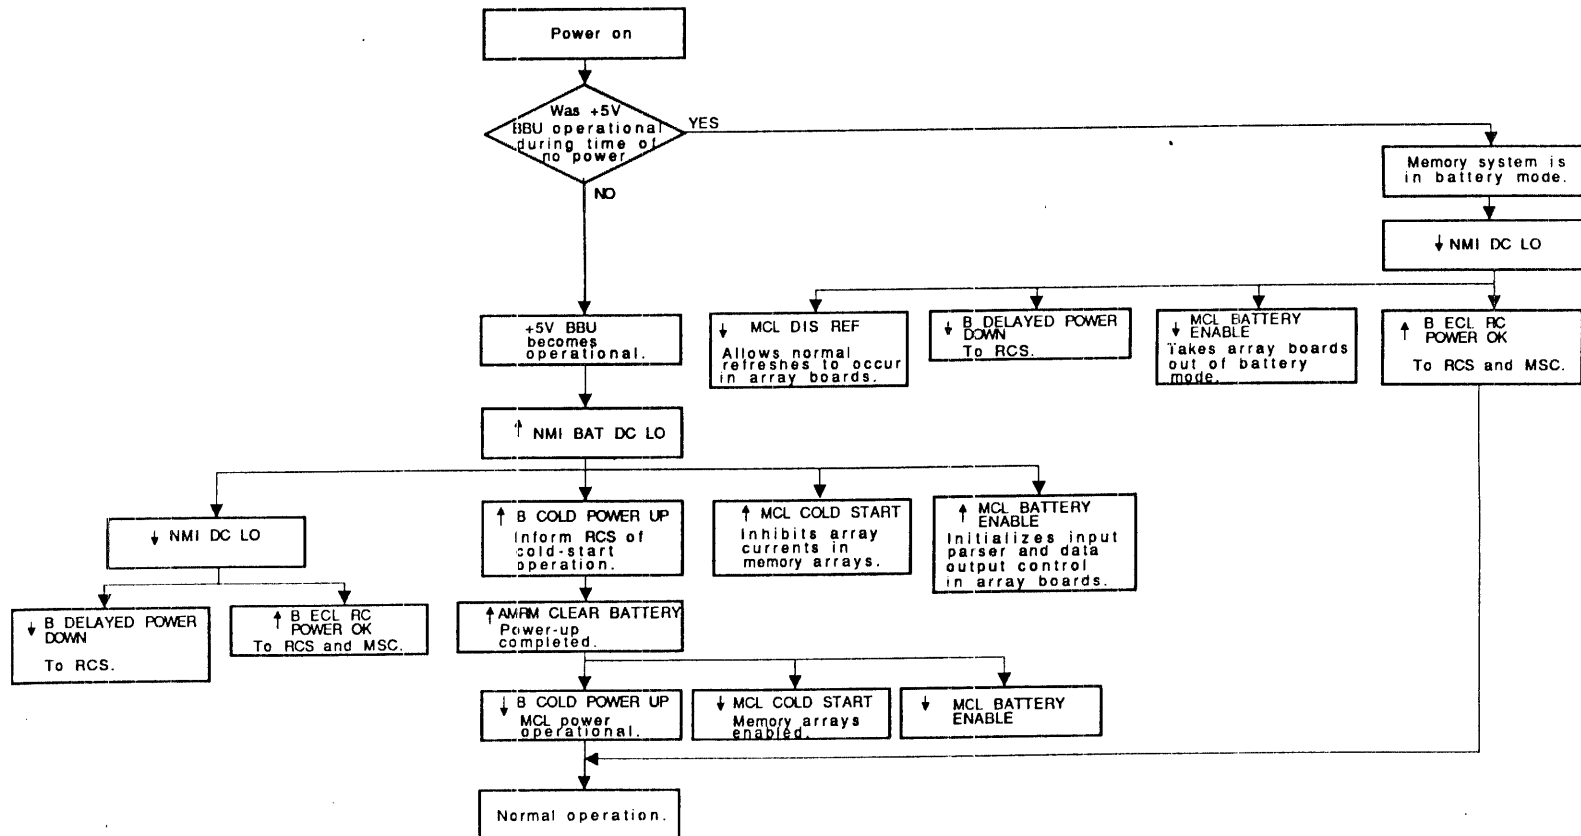 Power on
Was +5V
BBU operational
during time of
no power
YES
NO
Memory system is
in battery mode.
↓ NMI DC LO
+5V BBU
becomes
operational.
↓ MCL DIS REF
Allows normal
refreshes to occur
in array boards.
↓ B DELAYED POWER
DOWN
To RCS.
↓ MCL BATTERY
ENABLE
Takes array boards
out of battery
mode.
↑ B ECL RC
POWER OK
To RCS and MSC.
↑ NMI BAT DC LO
↓ NMI DC LO
↑ B COLD POWER UP
Inform RCS of
cold-start
operation.
↑ MCL COLD START
Inhibits array
currents in
memory arrays.
↑ MCL BATTERY
ENABLE
Initializes input
parser and data
output control
in array boards.
↓ B DELAYED POWER
DOWN
To RCS.
↑ B ECL RC
POWER OK
To RCS and MSC.
↑ AMRM CLEAR BATTERY
Power-up
completed.
↓ B COLD POWER UP
MCL power
operational.
↓ MCL COLD START
Memory arrays
enabled.
↓ MCL BATTERY
ENABLE
Normal operation.